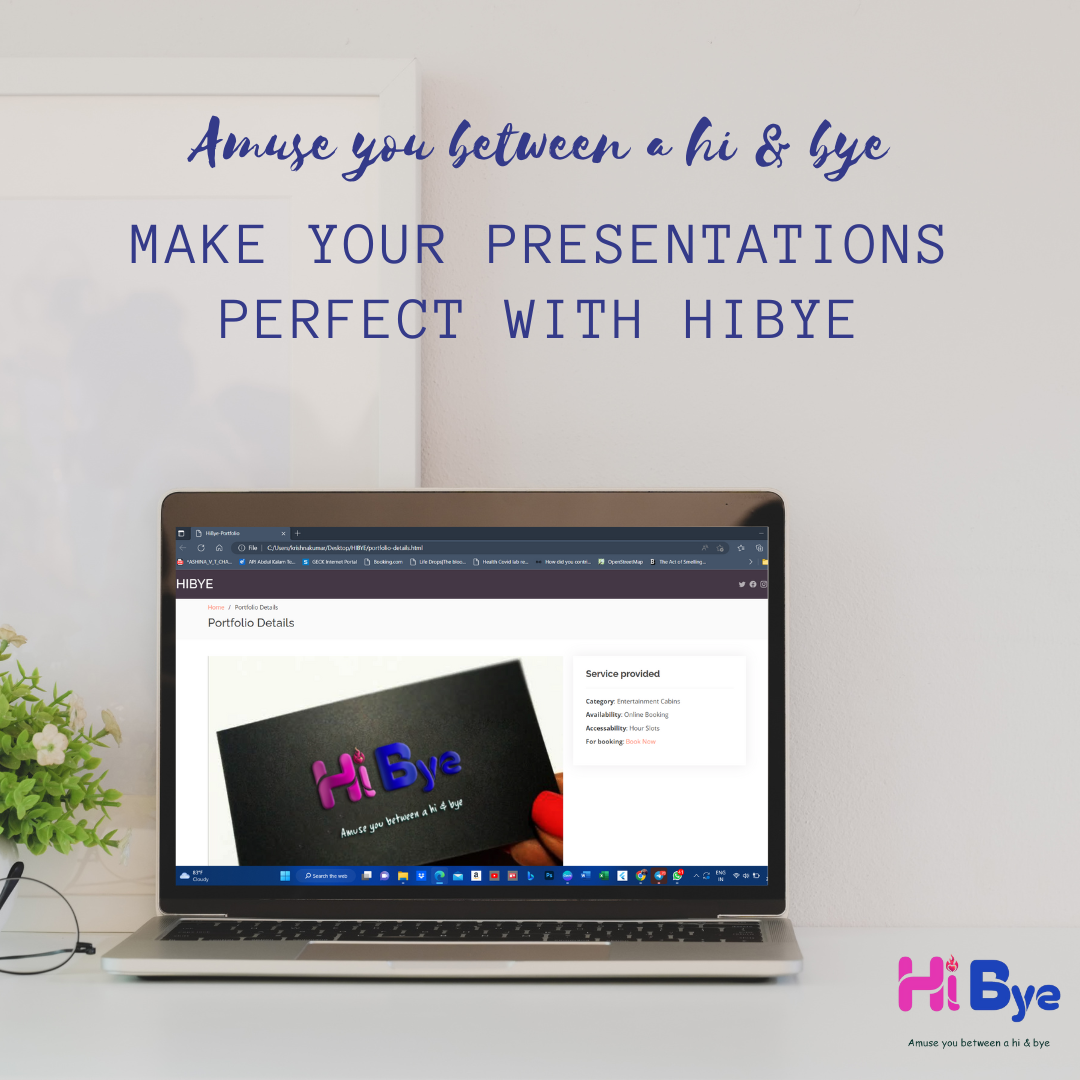 Amuse you between a hi & bye
MAKE YOUR PRESENTATIONS
PERFECT WITH HIBYE
HiBye-Portfolio
File | C:/Users/krishnakumar/Desktop/HIBYE/portfolio-details.html
*ASHINA_V_T_CHA... APJ Abdul Kalam Te... GECK Internet Portal Booking.com Life Drops|The bloo... Health Covid lab ro... How did you contri... OpenStreetMap The Act of Smelling...
HIBYE
Home / Portfolio Details
Portfolio Details
Hi Bye
Amuse you between a hi & bye
Service provided
Category: Entertainment Cabins
Availability: Online Booking
Accessability: Hour Slots
For booking: Book Now
83°F
Cloudy
Search the web
ENG
IN
Hi Bye
Amuse you between a hi & bye